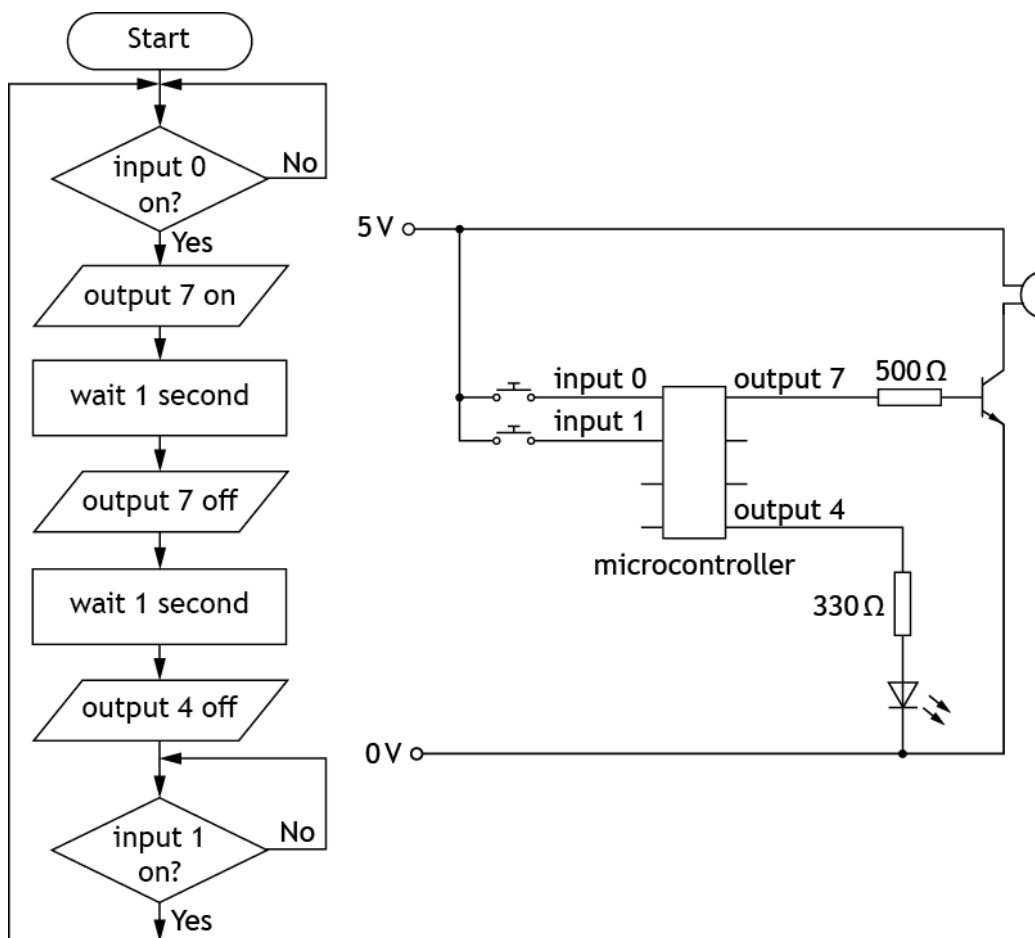 Start
input 0
on?
No
Yes
output 7 on
wait 1 second
output 7 off
wait 1 second
output 4 off
input 1
on?
No
Yes
5 V
input 0
input 1
output 7
500 Ω
output 4
microcontroller
330 Ω
0 V